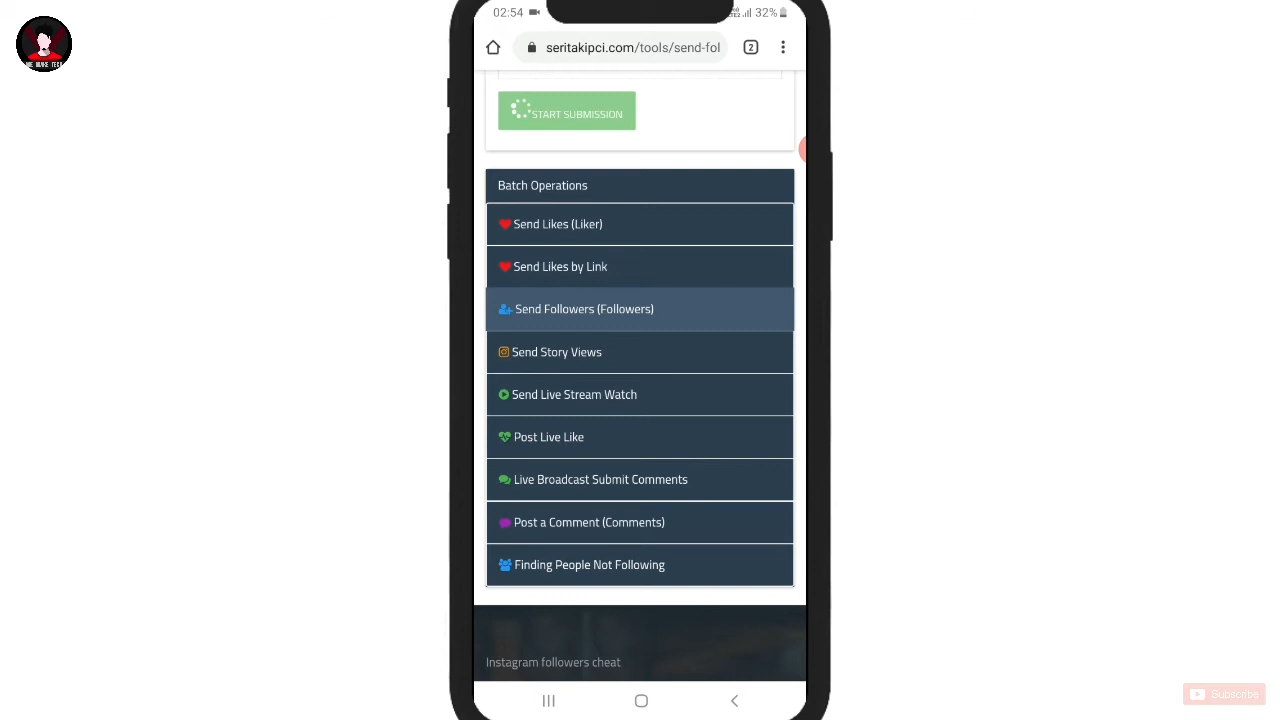 02:54
32%
seritakipci.com/tools/send-fol
2
START SUBMISSION
Batch Operations
Send Likes (Liker)
Send Likes by Link
Send Followers (Followers)
Send Story Views
Send Live Stream Watch
Post Live Like
Live Broadcast Submit Comments
Post a Comment (Comments)
Finding People Not Following
Instagram followers cheat
Subscribe